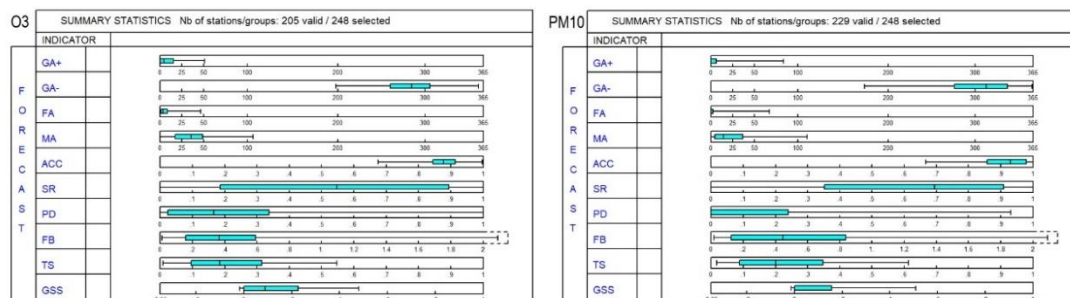 O3 SUMMARY STATISTICS Nb of stations/groups: 205 valid / 248 selected
INDICATOR
FORECAST
GA+
0 25 50 100 200 300 365
GA-
0 25 50 100 200 300 365
FA
0 25 50 100 200 300 365
MA
0 25 50 100 200 300 365
ACC
0 .1 .2 .3 .4 .5 .6 .7 .8 .9 1
SR
0 .1 .2 .3 .4 .5 .6 .7 .8 .9 1
PD
0 .1 .2 .3 .4 .5 .6 .7 .8 .9 1
FB
0 .2 .4 .6 .8 1 1.2 1.4 1.6 1.8 2
TS
0 .1 .2 .3 .4 .5 .6 .7 .8 .9 1
GSS
PM10 SUMMARY STATISTICS Nb of stations/groups: 229 valid / 248 selected
INDICATOR
FORECAST
GA+
0 25 50 100 200 300 365
GA-
0 25 50 100 200 300 365
FA
0 25 50 100 200 300 365
MA
0 25 50 100 200 300 365
ACC
0 .1 .2 .3 .4 .5 .6 .7 .8 .9 1
SR
0 .1 .2 .3 .4 .5 .6 .7 .8 .9 1
PD
0 .1 .2 .3 .4 .5 .6 .7 .8 .9 1
FB
0 .2 .4 .6 .8 1 1.2 1.4 1.6 1.8 2
TS
0 .1 .2 .3 .4 .5 .6 .7 .8 .9 1
GSS